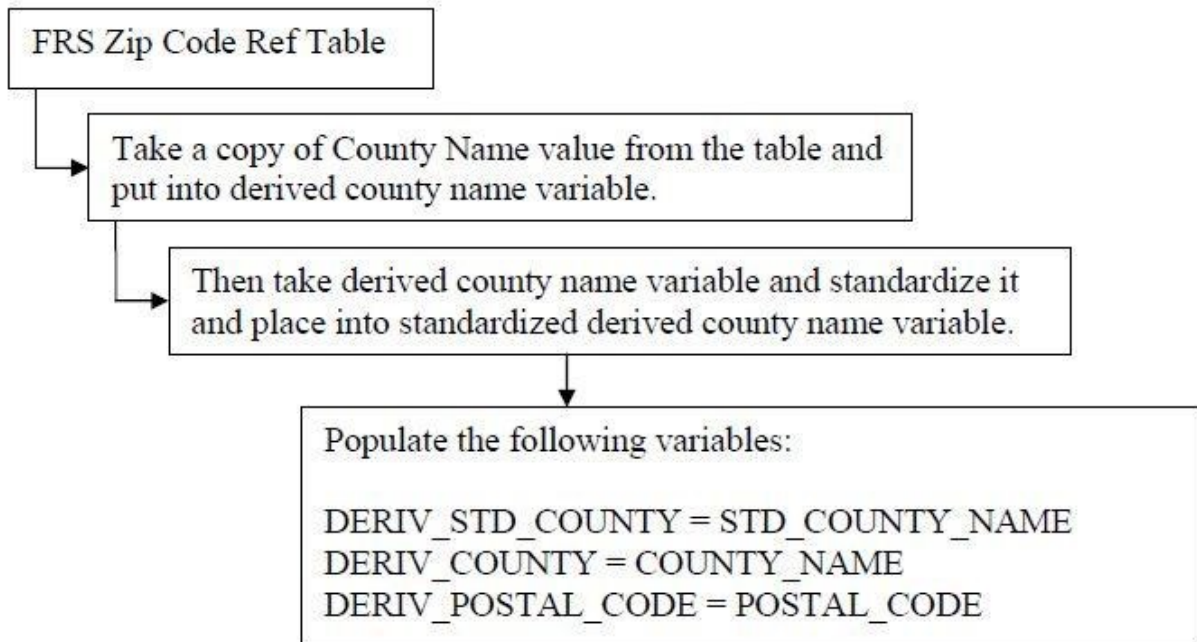 FRS Zip Code Ref Table
Take a copy of County Name value from the table and
put into derived county name variable.
Then take derived county name variable and standardize it
and place into standardized derived county name variable.
Populate the following variables:
DERIV_STD_COUNTY = STD_COUNTY_NAME
DERIV_COUNTY = COUNTY_NAME
DERIV_POSTAL_CODE = POSTAL_CODE